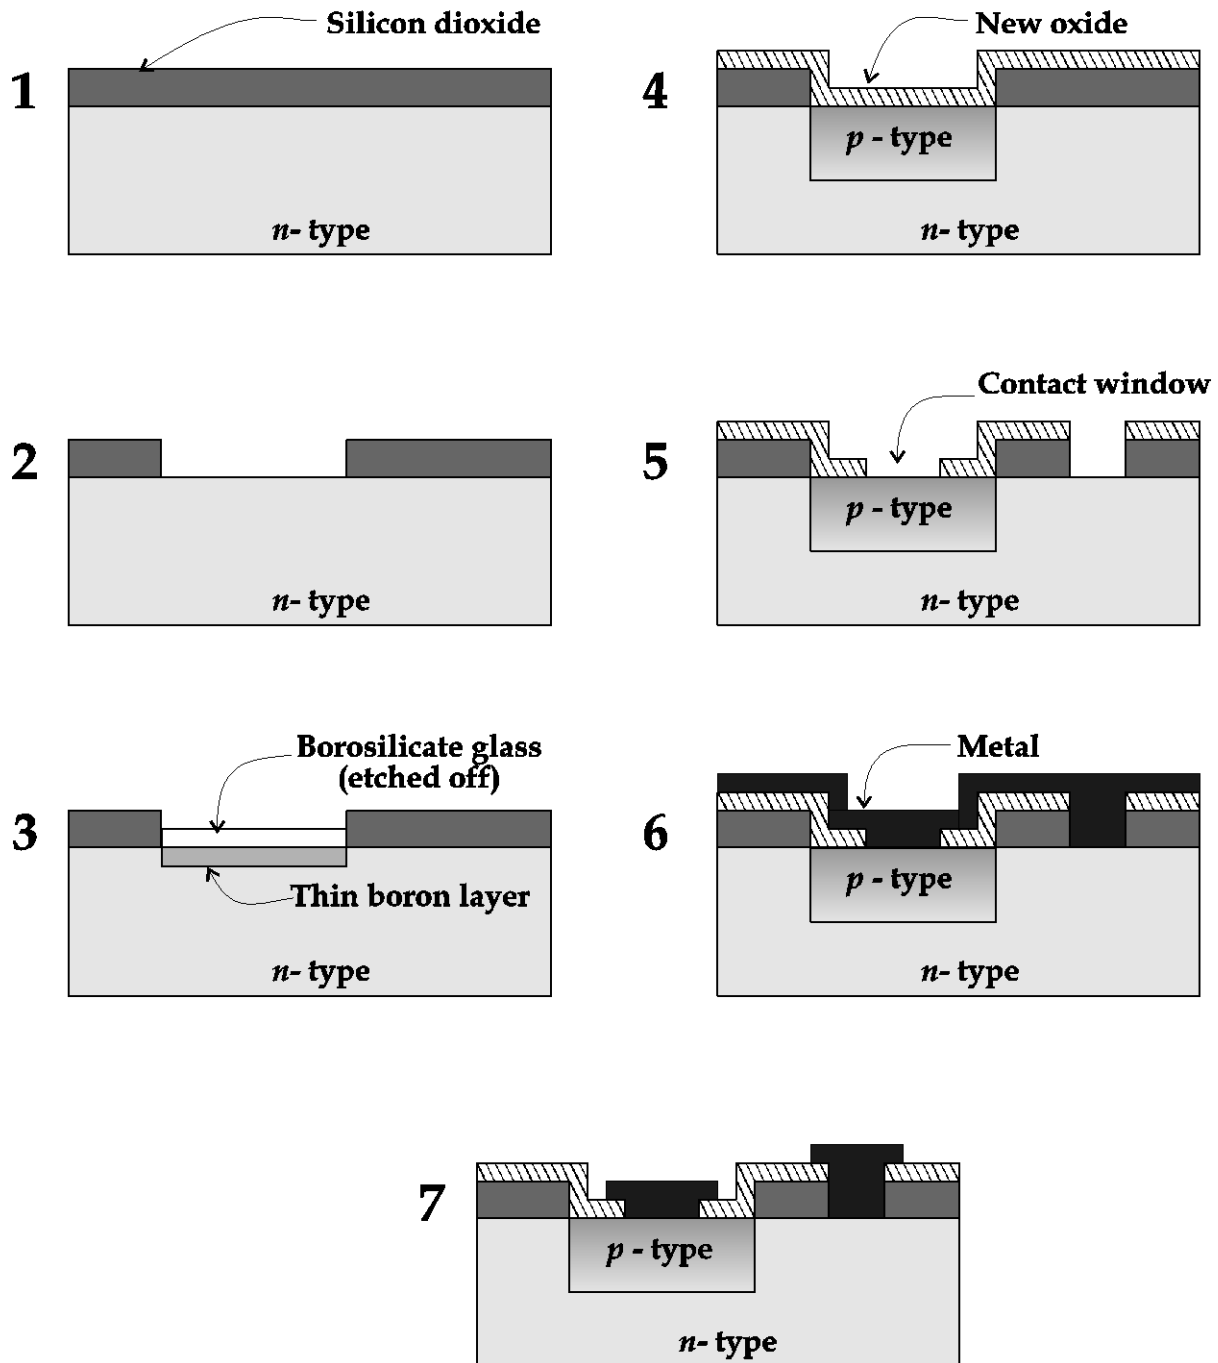 1
Silicon dioxide
n- type
2
n- type
3
Borosilicate glass
(etched off)
Thin boron layer
n- type
4
New oxide
p - type
n- type
5
Contact window
p - type
n- type
6
Metal
p - type
n- type
7
p - type
n- type